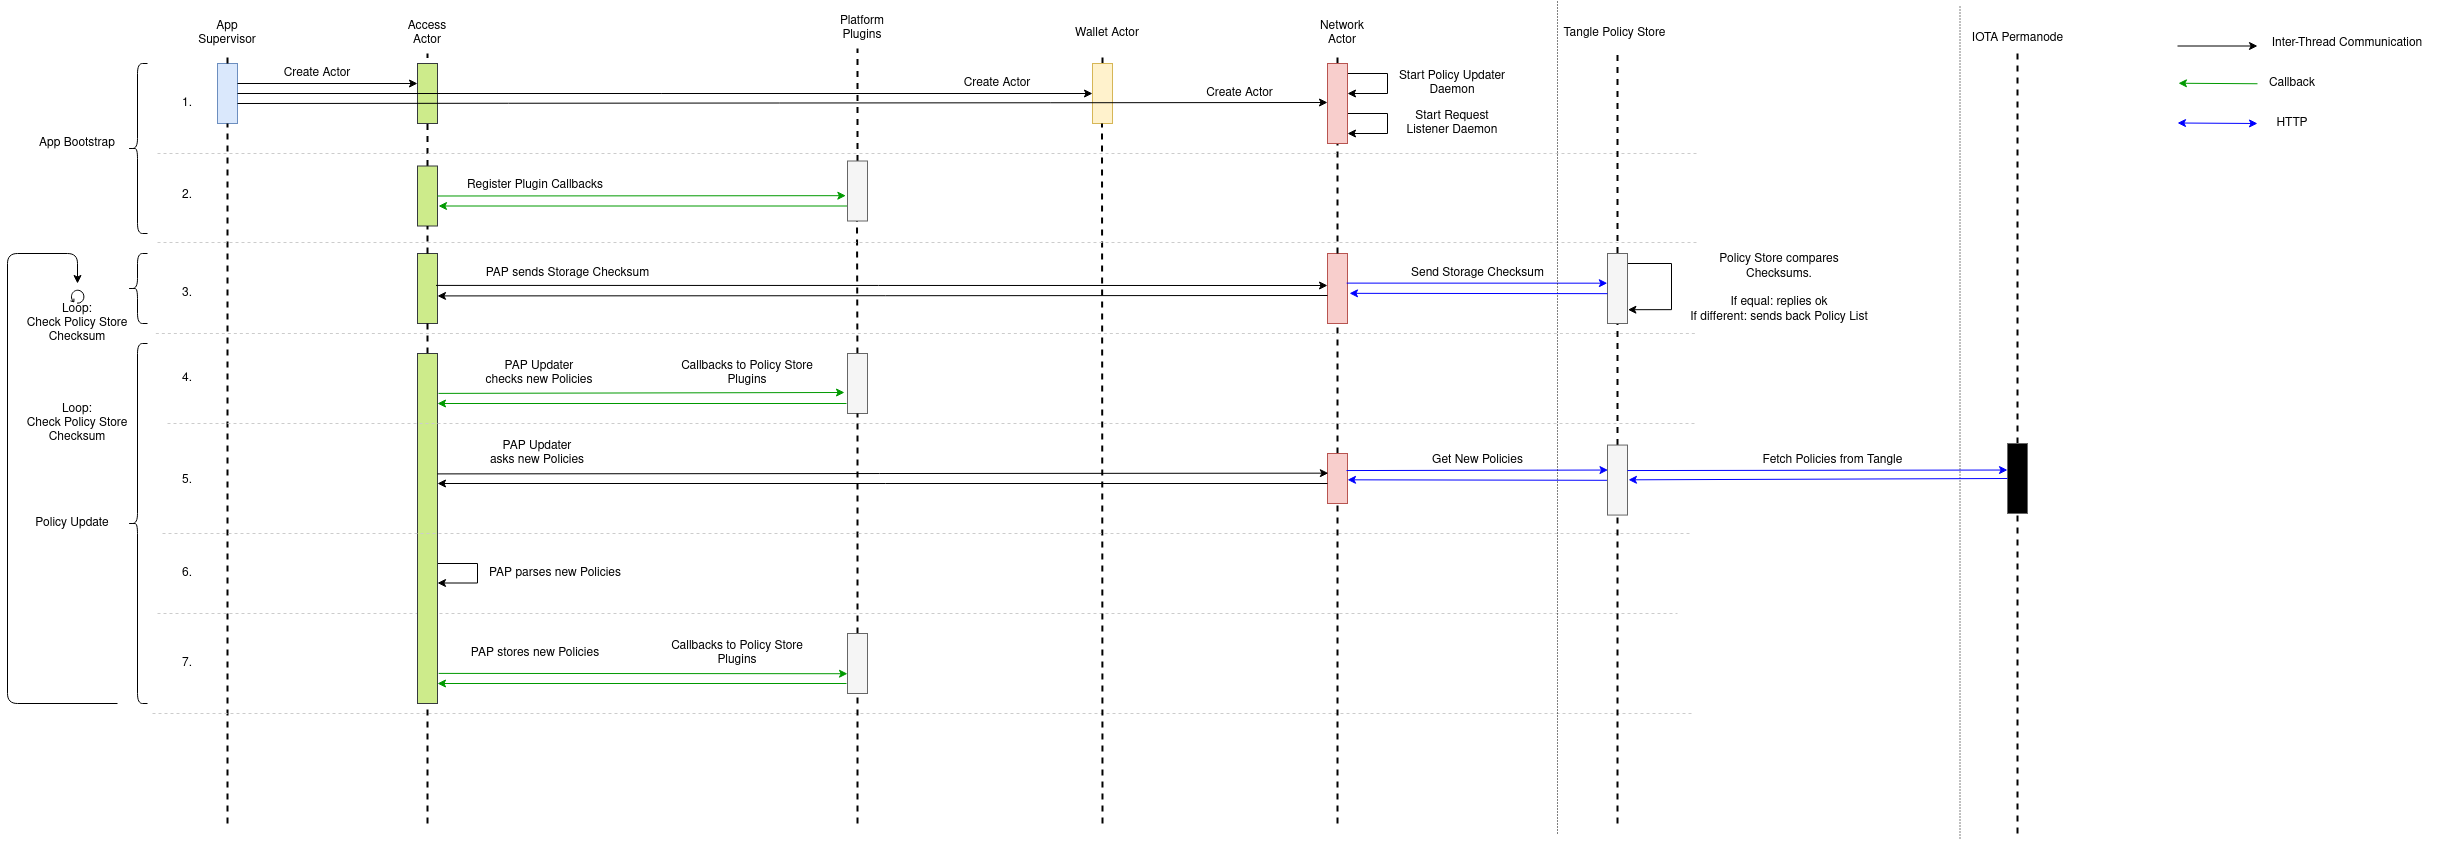 App
Supervisor
Access
Actor
Platform
Plugins
Wallet Actor
Network
Actor
Tangle Policy Store
IOTA Permanode
Inter-Thread Communication
Callback
HTTP
App Bootstrap
1.
Create Actor
Create Actor
Create Actor
Start Policy Updater
Daemon
Start Request
Listener Daemon
2.
Register Plugin Callbacks
Loop:
Check Policy Store
Checksum
3.
PAP sends Storage Checksum
Send Storage Checksum
Policy Store compares
Checksums.
If equal: replies ok
If different: sends back Policy List
4.
PAP Updater
checks new Policies
Callbacks to Policy Store
Plugins
Loop:
Check Policy Store
Checksum
5.
PAP Updater
asks new Policies
Get New Policies
Fetch Policies from Tangle
Policy Update
6.
PAP parses new Policies
7.
PAP stores new Policies
Callbacks to Policy Store
Plugins